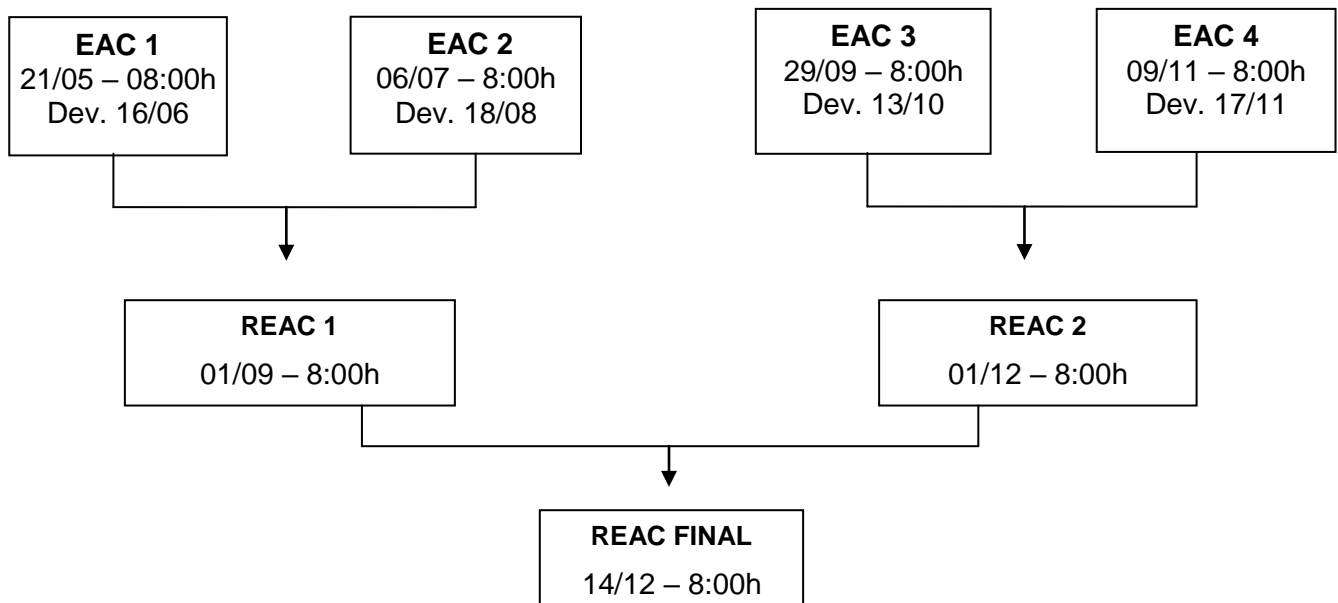 EAC 1
21/05 – 08:00h
Dev. 16/06
EAC 2
06/07 – 8:00h
Dev. 18/08
EAC 3
29/09 – 8:00h
Dev. 13/10
EAC 4
09/11 – 8:00h
Dev. 17/11
REAC 1
01/09 – 8:00h
REAC 2
01/12 – 8:00h
REAC FINAL
14/12 – 8:00h